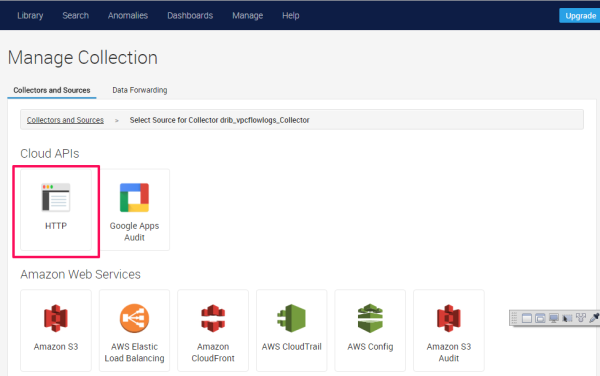 Library Search Anomalies Dashboards Manage Help Upgrade
Manage Collection
Collectors and Sources Data Forwarding
Collectors and Sources > Select Source for Collector drib_vpcflowlogs_Collector
Cloud APIs
HTTP Google Apps
Audit
Amazon Web Services
Amazon S3 AWS Elastic Amazon AWS CloudTrail AWS Config Amazon S3
Load Balancing CloudFront Audit